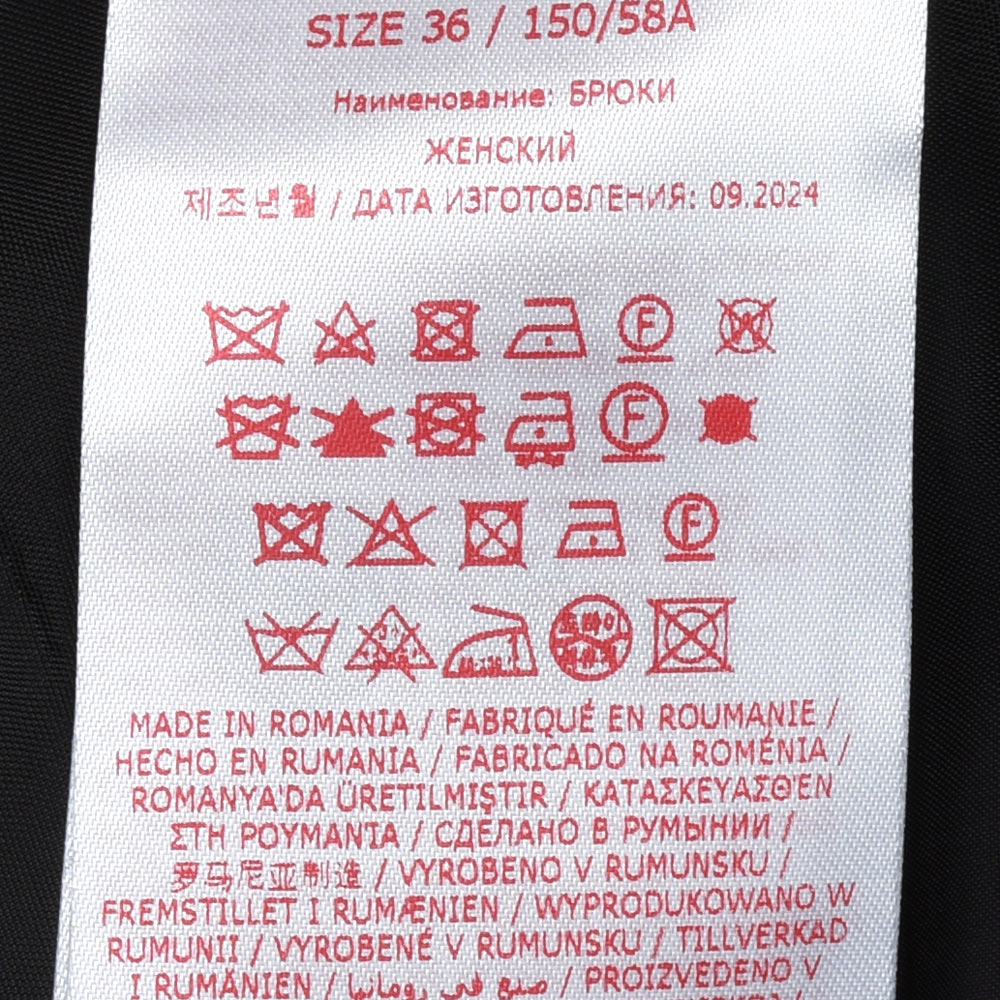 SIZE 36 / 150/58A
Наименование: БРЮКИ
ЖЕНСКИЙ
제조년월 / ДАТА ИЗГОТОВЛЕНИЯ: 09.2024
F W
F
F
MADE IN ROMANIA / FABRIQUÉ EN ROUMANIE /
HECHO EN RUMANIA / FABRICADO NA ROMÉNIA /
ROMANYA'DA ÜRETILMIŞTIR / ΚΑΤΑΣΚΕΥΑΣΘΈΝ
ΣΤΗ ΡΟΥΜΑΝΊΑ / СДЕЛАНО В РУМЫНИИ /
罗马尼亚制造 / VYROBENO V RUMUNSKU /
FREMSTILLET I RUMÆNIEN / WYPRODUKOWANO W
RUMUNII / VYROBENÉ V RUMUNSKU / TILLVERKAD
I RUMÄNIEN / صنع في رومانيا / PROIZVEDENO V